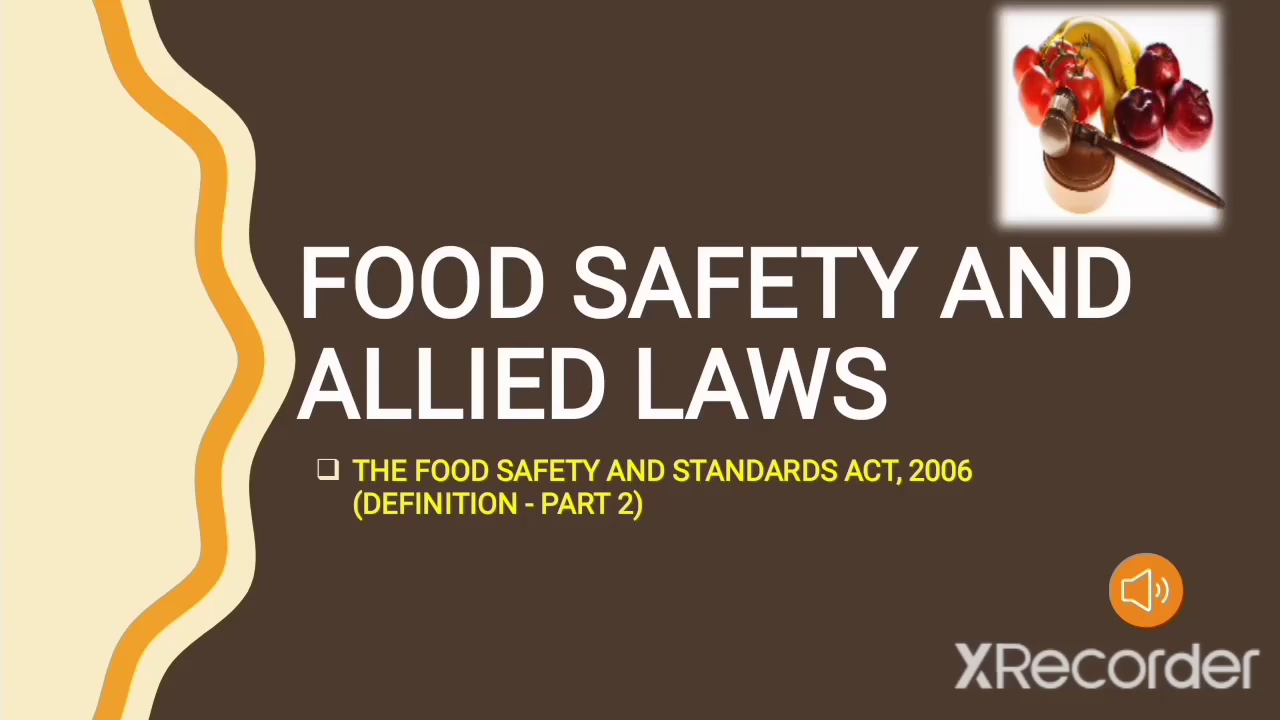 FOOD SAFETY AND
ALLIED LAWS
THE FOOD SAFETY AND STANDARDS ACT, 2006
(DEFINITION - PART 2)
XRecorder